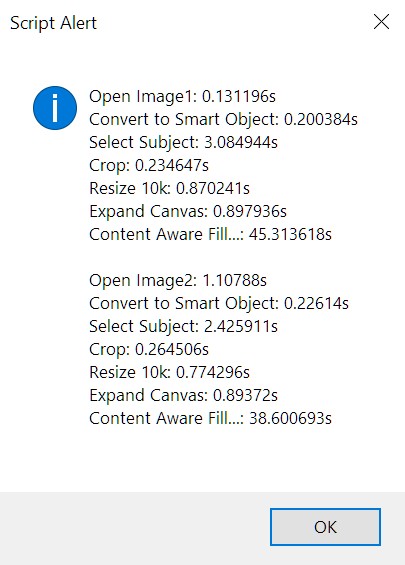 Script Alert
Open Image1: 0.131196s
Convert to Smart Object: 0.200384s
Select Subject: 3.084944s
Crop: 0.234647s
Resize 10k: 0.870241s
Expand Canvas: 0.897936s
Content Aware Fill...: 45.313618s
Open Image2: 1.10788s
Convert to Smart Object: 0.22614s
Select Subject: 2.425911s
Crop: 0.264506s
Resize 10k: 0.774296s
Expand Canvas: 0.89372s
Content Aware Fill...: 38.600693s
OK